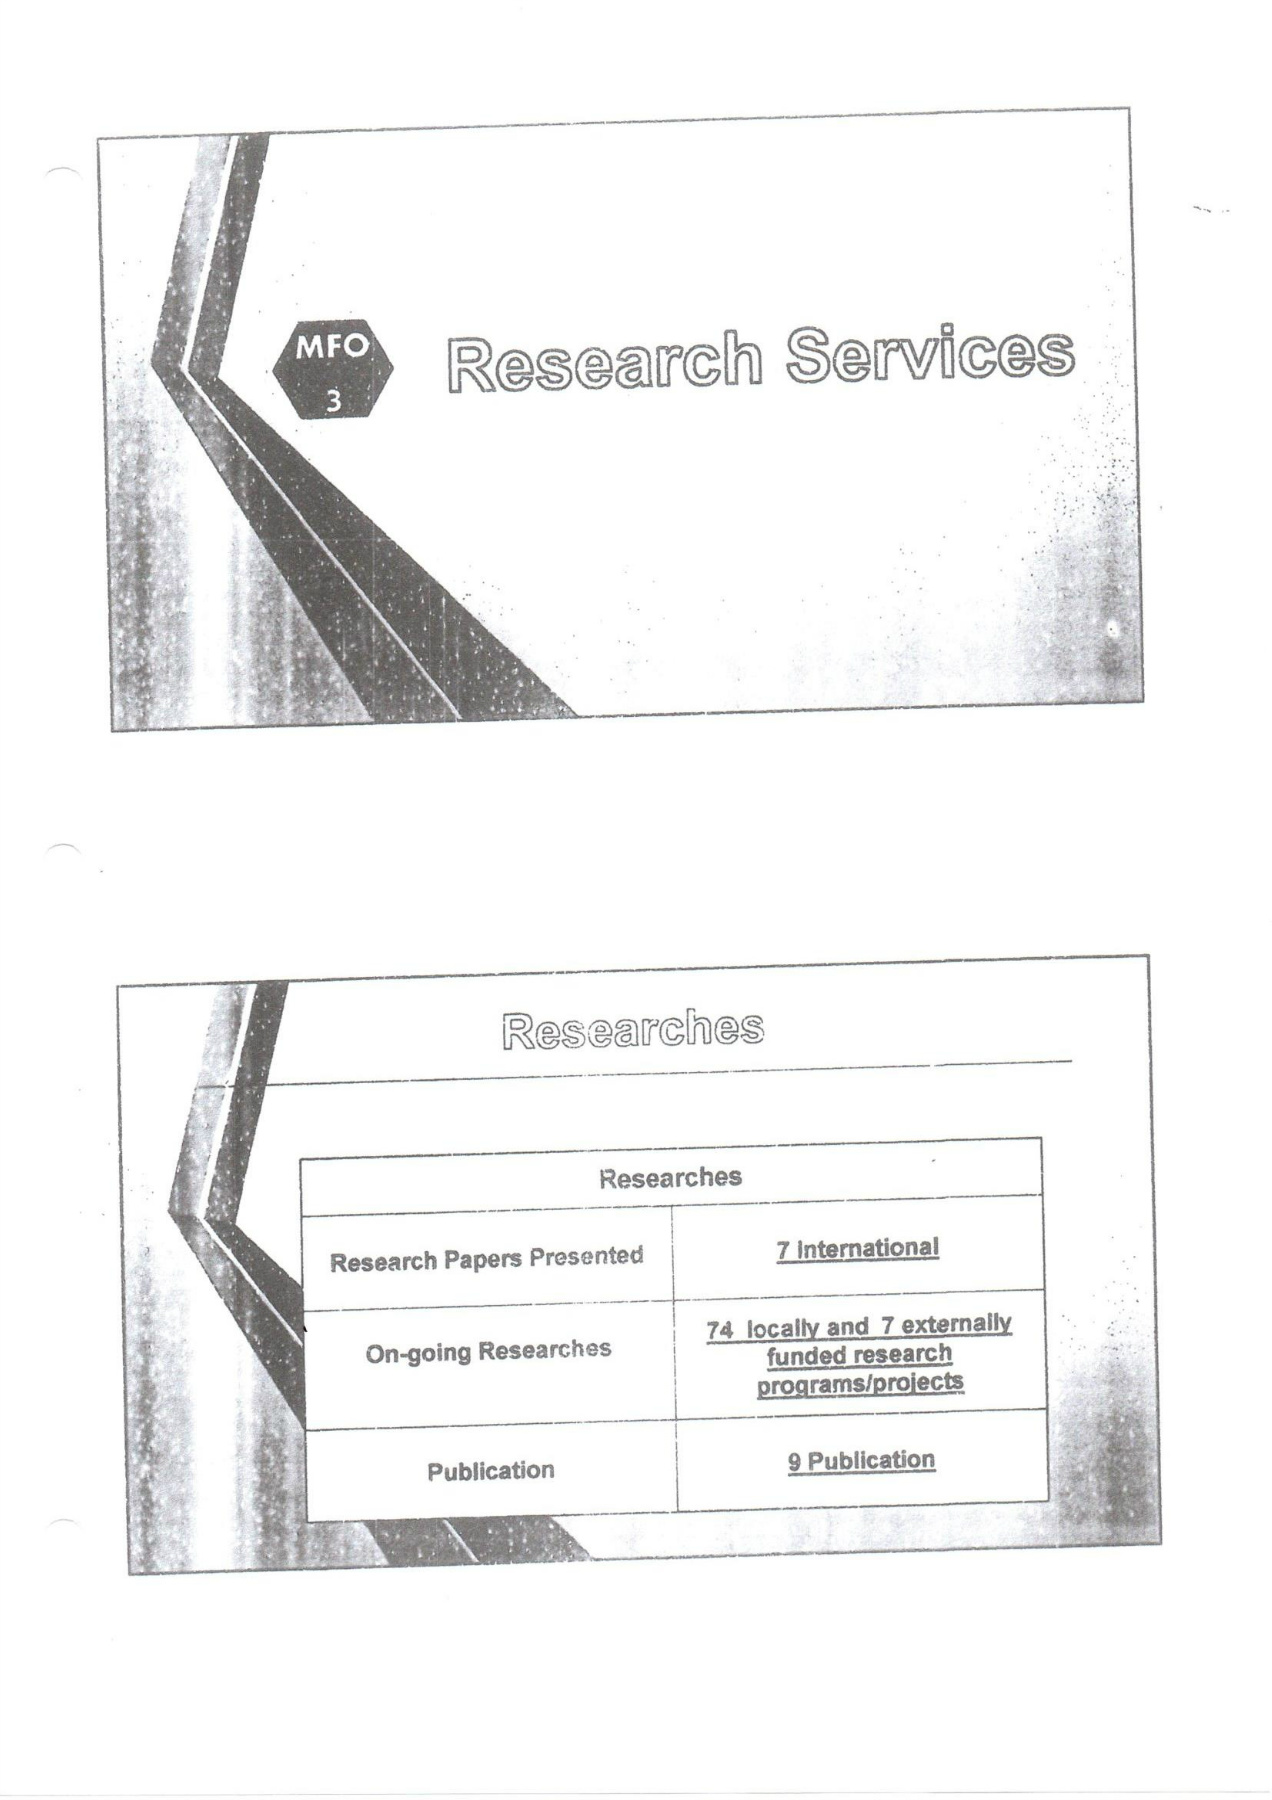 MFO
3
Research Services
Researches
Researches
Research Papers Presented
7 International
On-going Researches
74 locally and 7 externally
funded research
programs/projects
Publication
9 Publication